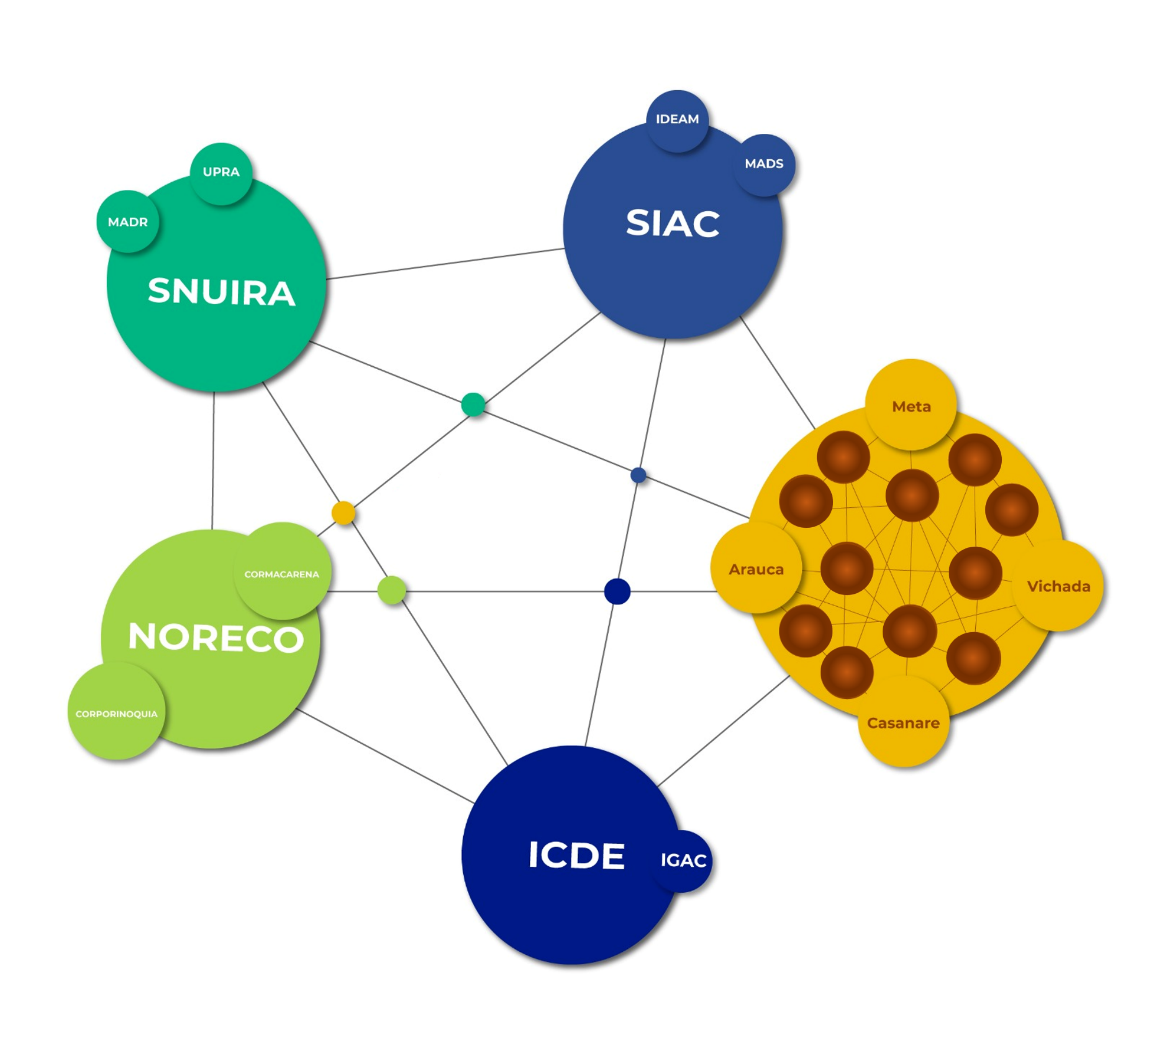 IDEAM
MADS
SIAC
UPRA
MADR
SNUIRA
Meta
Arauca
Vichada
Casanare
CORMACARENA
NORECO
CORPORINOQUIA
ICDE
IGAC